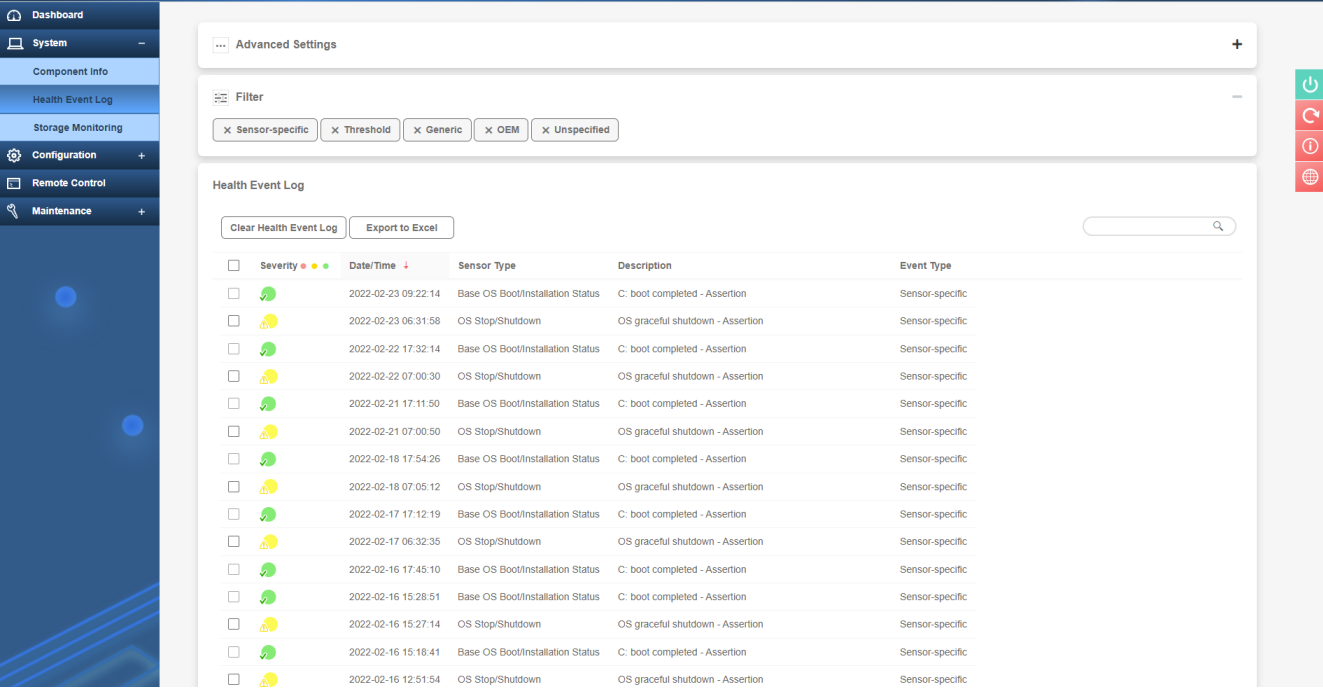 Dashboard
System
Component Info
Health Event Log
Storage Monitoring
Configuration
Remote Control
Maintenance
Advanced Settings
Filter
Sensor-specific Threshold Generic OEM Unspecified
Health Event Log
Clear Health Event Log Export to Excel
Severity Date/Time Sensor Type Description Event Type
2022-02-23 09:22:14 Base OS Boot/Installation Status C: boot completed - Assertion Sensor-specific
2022-02-23 06:31:58 OS Stop/Shutdown OS graceful shutdown - Assertion Sensor-specific
2022-02-22 17:32:14 Base OS Boot/Installation Status C: boot completed - Assertion Sensor-specific
2022-02-22 07:00:30 OS Stop/Shutdown OS graceful shutdown - Assertion Sensor-specific
2022-02-21 17:11:50 Base OS Boot/Installation Status C: boot completed - Assertion Sensor-specific
2022-02-21 07:00:50 OS Stop/Shutdown OS graceful shutdown - Assertion Sensor-specific
2022-02-18 17:54:26 Base OS Boot/Installation Status C: boot completed - Assertion Sensor-specific
2022-02-18 07:05:12 OS Stop/Shutdown OS graceful shutdown - Assertion Sensor-specific
2022-02-17 17:12:19 Base OS Boot/Installation Status C: boot completed - Assertion Sensor-specific
2022-02-17 06:32:35 OS Stop/Shutdown OS graceful shutdown - Assertion Sensor-specific
2022-02-16 17:45:10 Base OS Boot/Installation Status C: boot completed - Assertion Sensor-specific
2022-02-16 15:28:51 Base OS Boot/Installation Status C: boot completed - Assertion Sensor-specific
2022-02-16 15:27:14 OS Stop/Shutdown OS graceful shutdown - Assertion Sensor-specific
2022-02-16 15:18:41 Base OS Boot/Installation Status C: boot completed - Assertion Sensor-specific
2022-02-16 12:51:54 OS Stop/Shutdown OS graceful shutdown - Assertion Sensor-specific